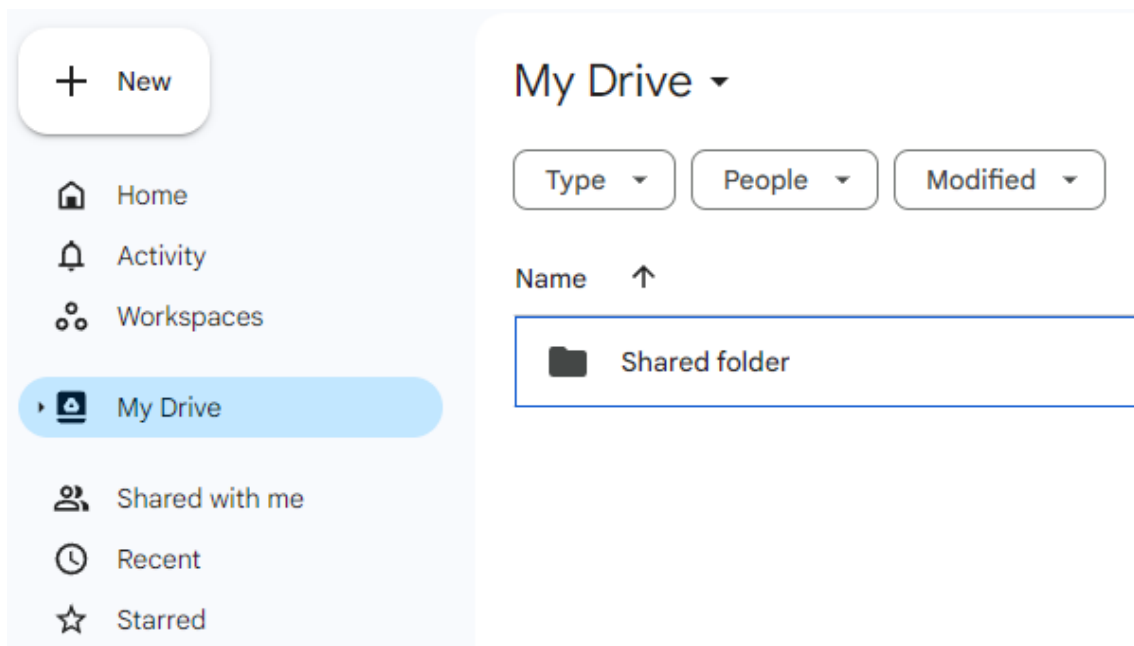 New
Home
Activity
Workspaces
My Drive
Shared with me
Recent
Starred
My Drive
Type People Modified
Name
Shared folder